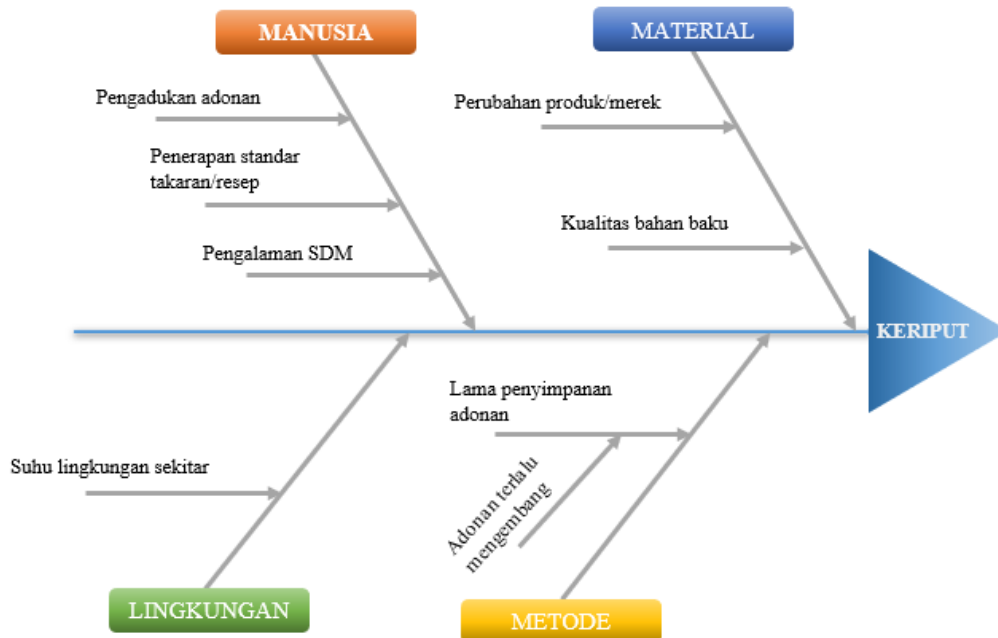 MANUSIA
MATERIAL
Pengadukan adonan
Perubahan produk/merek
Penerapan standar
takaran/resep
Kualitas bahan baku
Pengalaman SDM
KERIPUT
Lama penyimpanan
adonan
Suhu lingkungan sekitar
Adonan terlalu
mengembang
LINGKUNGAN
METODE